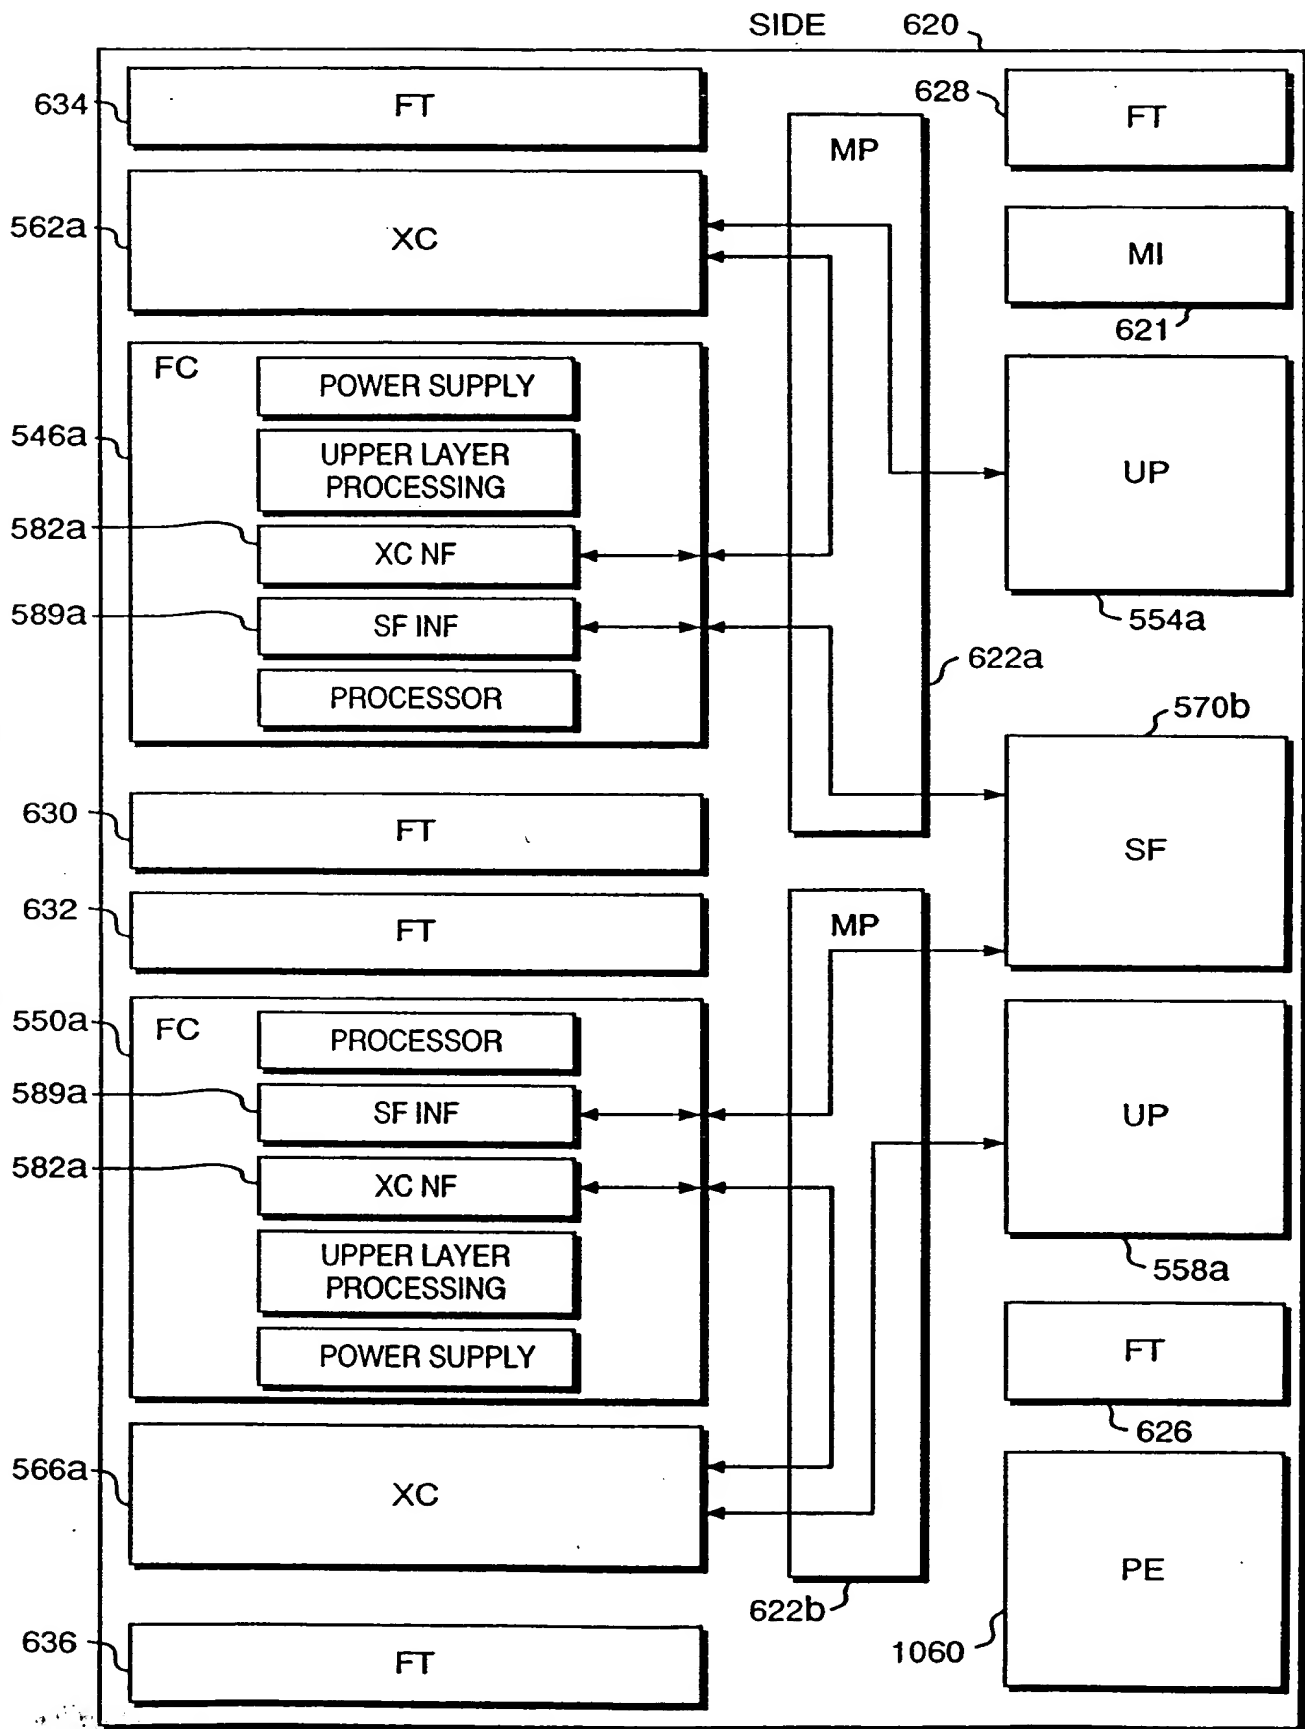 SIDE 620
634
FT
628
FT
MP
562a
XC
MI
621
FC
POWER SUPPLY
546a
UPPER LAYER
PROCESSING
UP
582a
XC NF
589a
SF INF
554a
622a
PROCESSOR
570b
630
FT
SF
632
FT
MP
550a
FC
PROCESSOR
589a
SF INF
UP
582a
XC NF
UPPER LAYER
PROCESSING
558a
POWER SUPPLY
FT
626
566a
XC
PE
622b
636
FT
1060